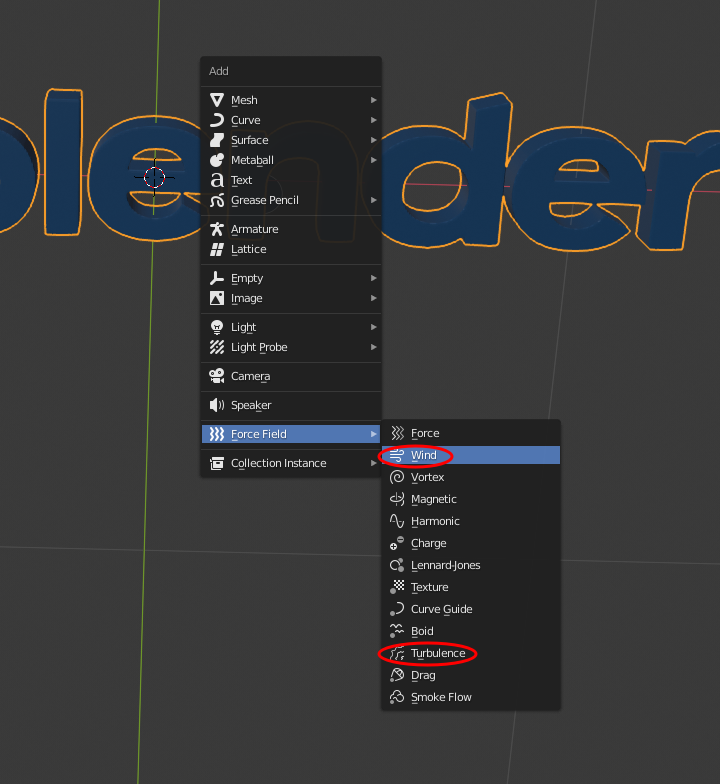 blender
Add
Mesh
Curve
Surface
Metaball
Text
Grease Pencil
Armature
Lattice
Empty
Image
Light
Light Probe
Camera
Speaker
Force Field
Collection Instance
Force
Wind
Vortex
Magnetic
Harmonic
Charge
Lennard-Jones
Texture
Curve Guide
Boid
Turbulence
Drag
Smoke Flow